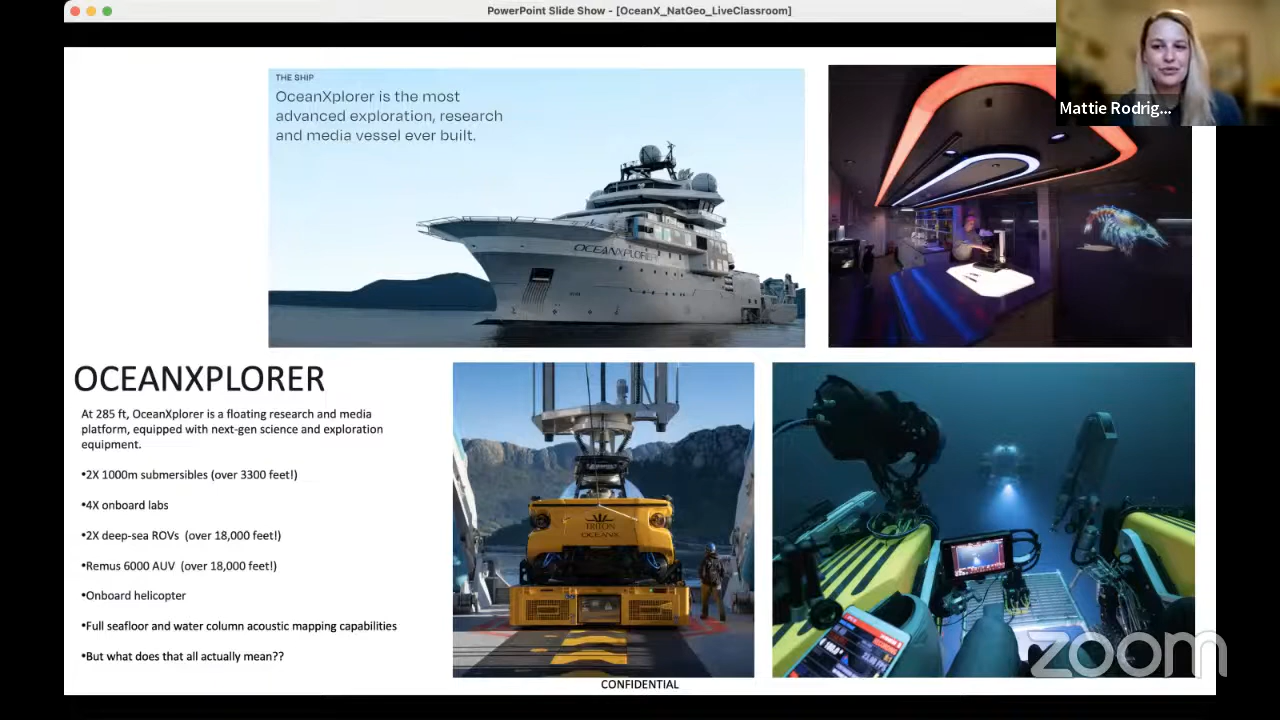 PowerPoint Slide Show - [OceanX_NatGeo_LiveClassroom]
Mattie Rodrig...
THE SHIP
OceanXplorer is the most
advanced exploration, research
and media vessel ever built.
OCEANXPLORER
OCEANXPLORER
At 285 ft, OceanXplorer is a floating research and media
platform, equipped with next-gen science and exploration
equipment.
•2X 1000m submersibles (over 3300 feet!)
•4X onboard labs
•2X deep-sea ROVs (over 18,000 feet!)
•Remus 6000 AUV (over 18,000 feet!)
•Onboard helicopter
•Full seafloor and water column acoustic mapping capabilities
•But what does that all actually mean??
TRITON
OCEANX
zoom
CONFIDENTIAL